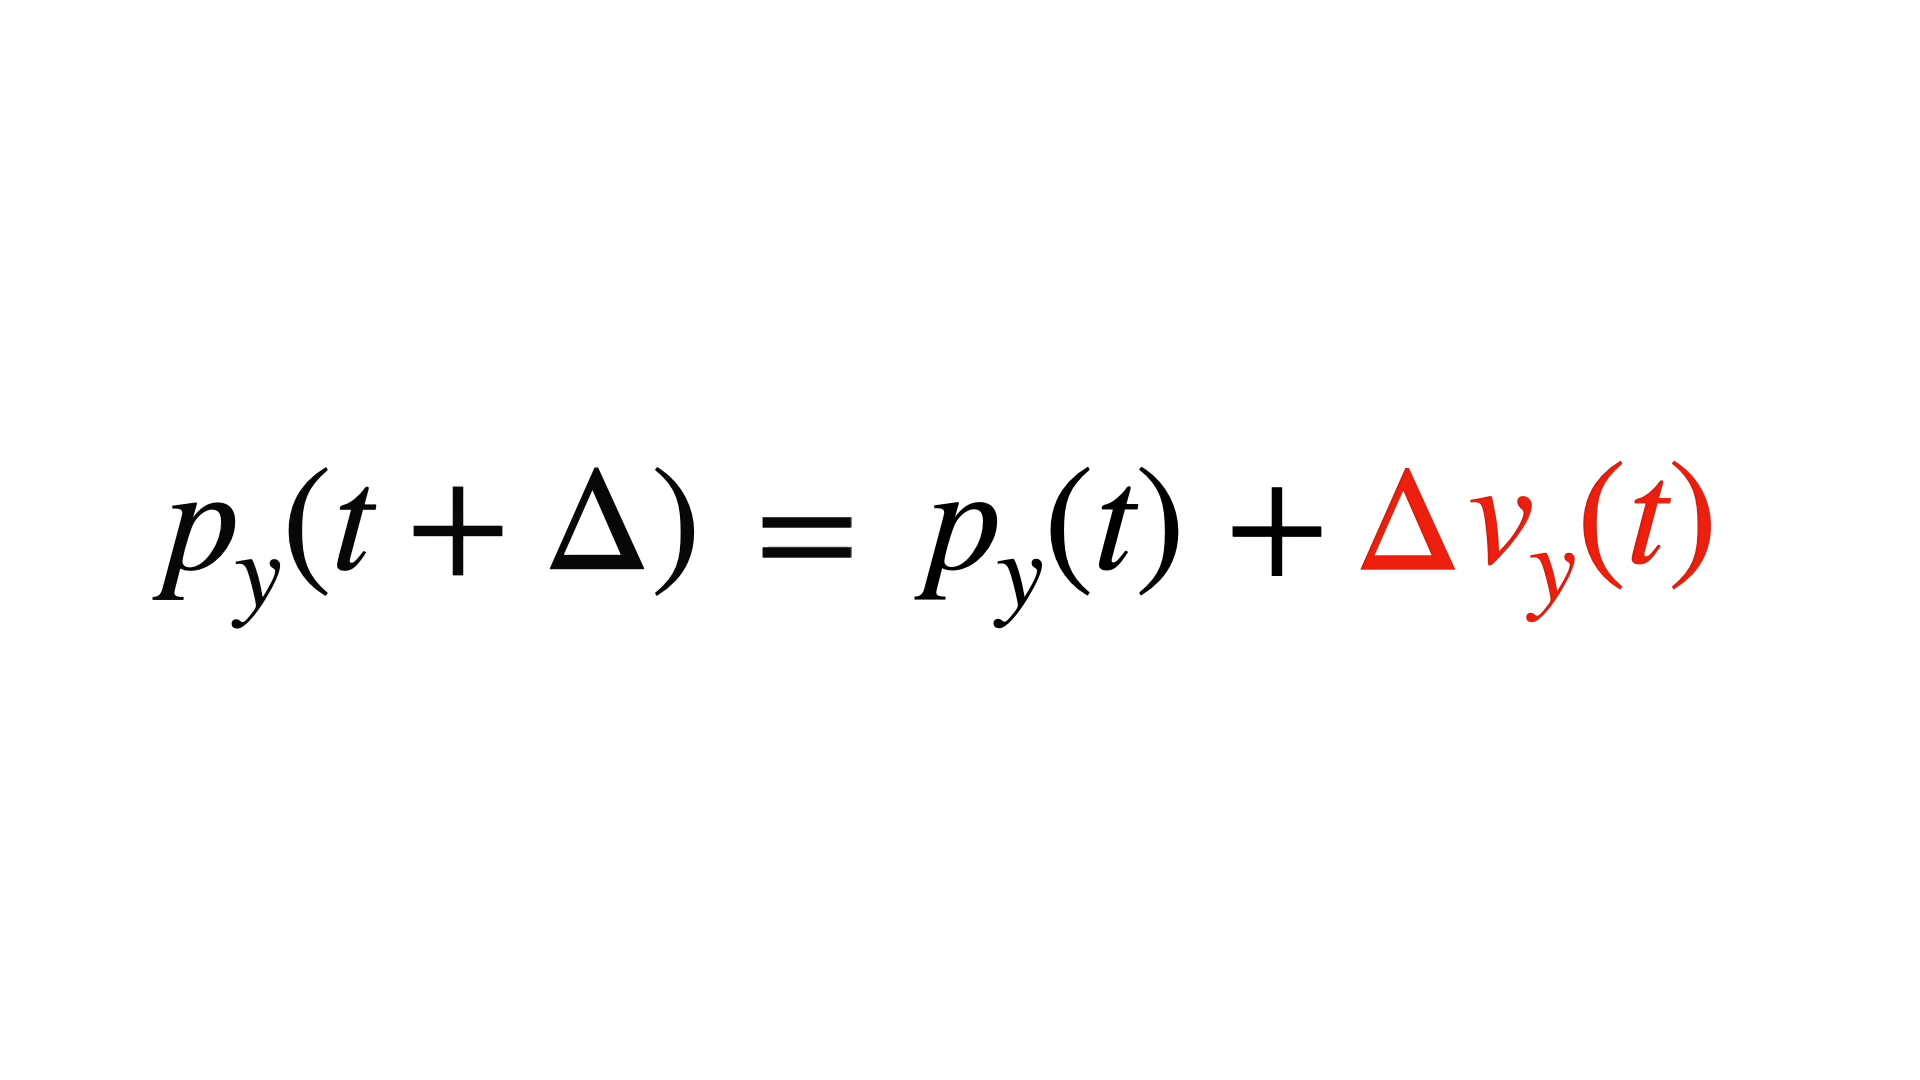 p_y(t + Δ) = p_y(t) + Δv_y(t)